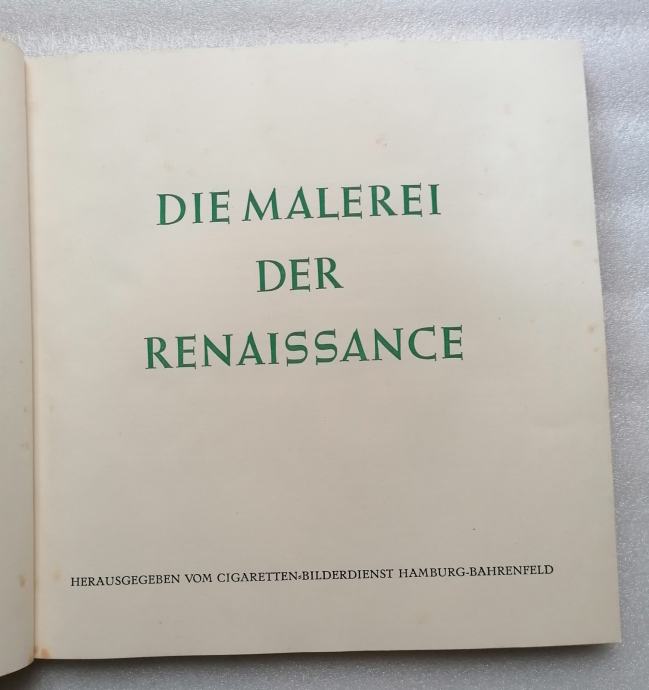 DIE MALEREI
DER
RENAISSANCE
HERAUSGEGEBEN VOM CIGARETTEN-BILDERDIENST HAMBURG-BAHRENFELD